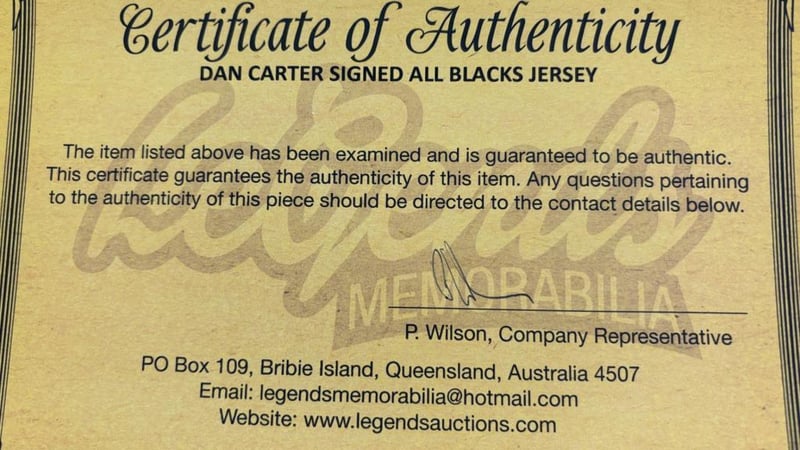 Certificate of Authenticity
DAN CARTER SIGNED ALL BLACKS JERSEY
Legends
MEMORABILIA
The item listed above has been examined and is guaranteed to be authentic.
This certificate guarantees the authenticity of this item. Any questions pertaining
to the authenticity of this piece should be directed to the contact details below.
P. Wilson, Company Representative
PO Box 109, Bribie Island, Queensland, Australia 4507
Email: legendsmemorabilia@hotmail.com
Website: www.legendsauctions.com